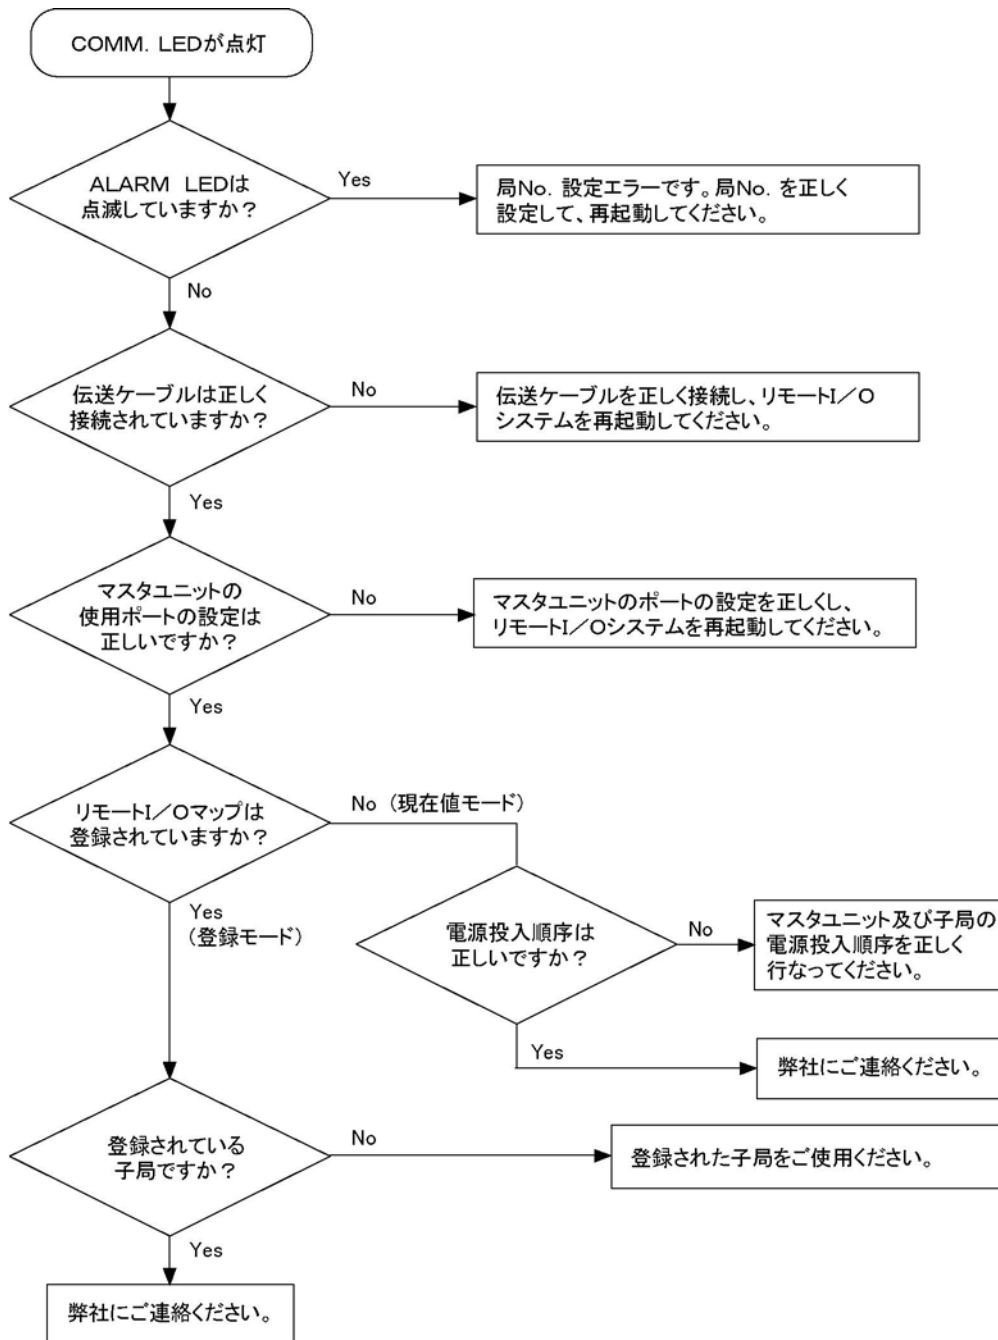 COMM. LEDが点灯
ALARM LEDは
点滅していますか？
Yes
局No. 設定エラーです。局No. を正しく
設定して、再起動してください。
No
伝送ケーブルは正しく
接続されていますか？
No
伝送ケーブルを正しく接続し、リモートI／O
システムを再起動してください。
Yes
マスタユニットの
使用ポートの設定は
正しいですか？
No
マスタユニットのポートの設定を正しくし、
リモートI／Oシステムを再起動してください。
Yes
リモートI／Oマップは
登録されていますか？
No （現在値モード）
Yes
（登録モード）
電源投入順序は
正しいですか？
No
マスタユニット及び子局の
電源投入順序を正しく
行なってください。
Yes
弊社にご連絡ください。
登録されている
子局ですか？
No
登録された子局をご使用ください。
Yes
弊社にご連絡ください。